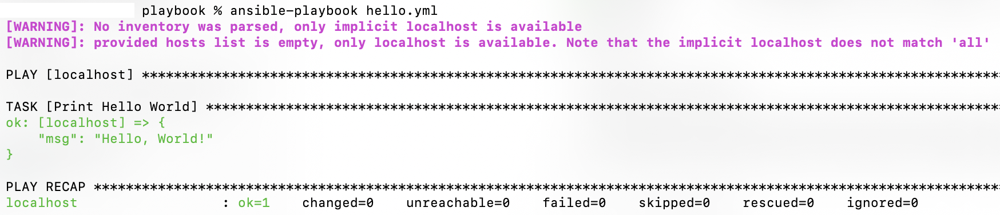 playbook % ansible-playbook hello.yml
[WARNING]: No inventory was parsed, only implicit localhost is available
[WARNING]: provided hosts list is empty, only localhost is available. Note that the implicit localhost does not match 'all'
PLAY [localhost] ***********************************************************************************************************
TASK [Print Hello World] ***************************************************************************************************
ok: [localhost] => {
    "msg": "Hello, World!"
}
PLAY RECAP *****************************************************************************************************************
localhost                  : ok=1    changed=0    unreachable=0    failed=0    skipped=0    rescued=0    ignored=0